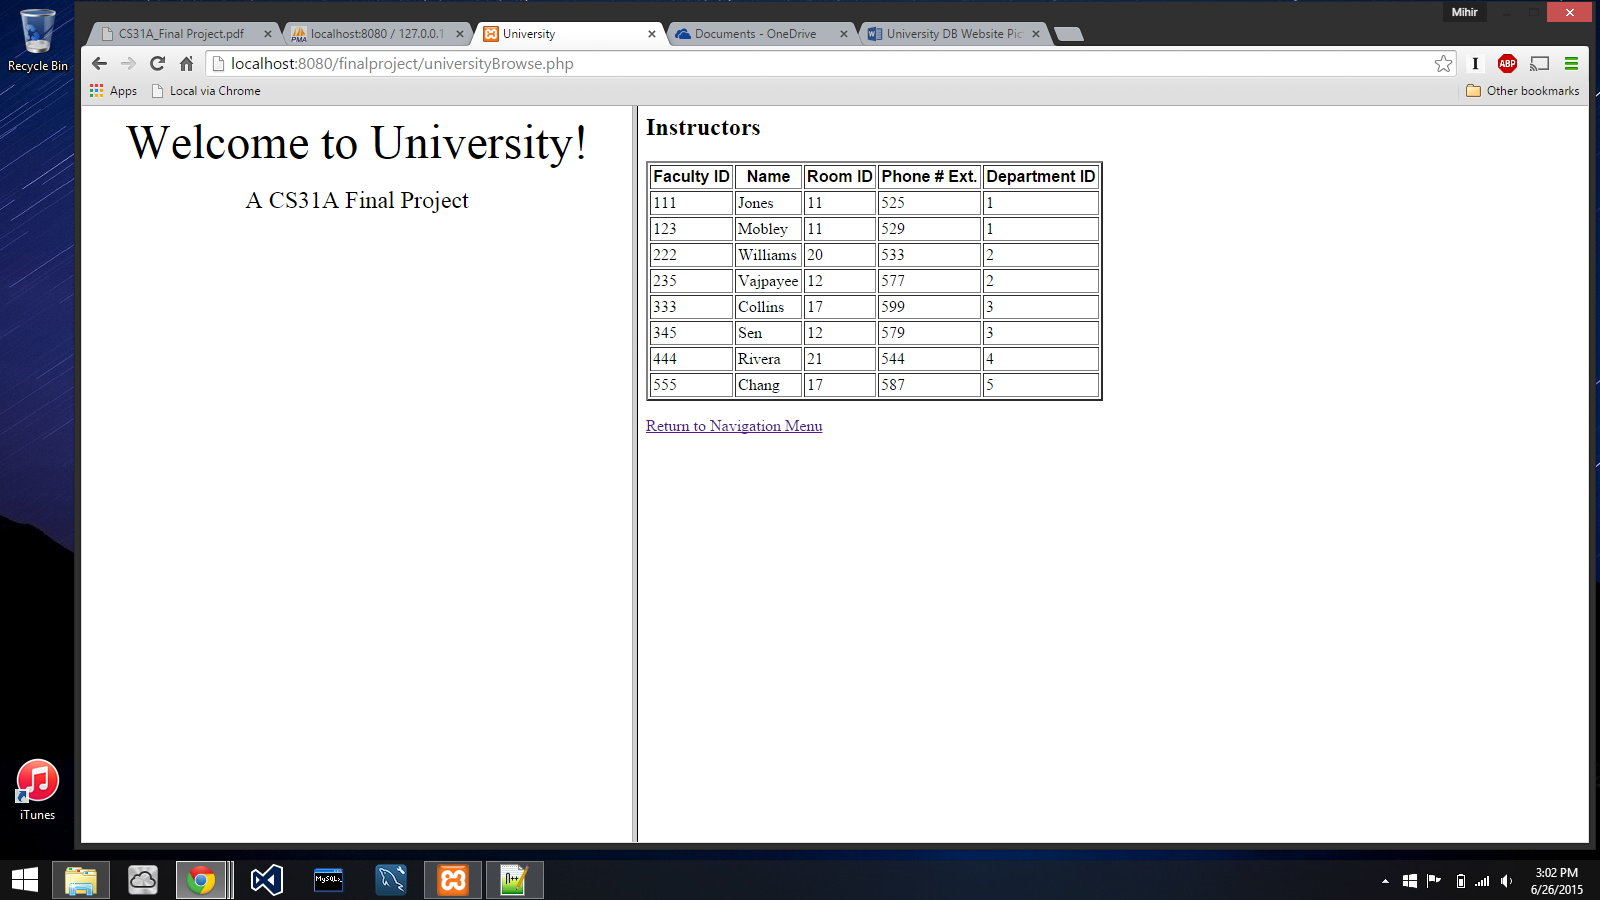 Mihir
Recycle Bin
CS31A_Final Project.pdf
localhost:8080 / 127.0.0.1
University
Documents - OneDrive
University DB Website Pic
localhost:8080/finalproject/universityBrowse.php
ABP
Apps
Local via Chrome
Other bookmarks
Welcome to University!
A CS31A Final Project
Instructors
Faculty ID Name Room ID Phone # Ext. Department ID
111 Jones 11 525 1
123 Mobley 11 529 1
222 Williams 20 533 2
235 Vajpayee 12 577 2
333 Collins 17 599 3
345 Sen 12 579 3
444 Rivera 21 544 4
555 Chang 17 587 5
Return to Navigation Menu
iTunes
3:02 PM
6/26/2015